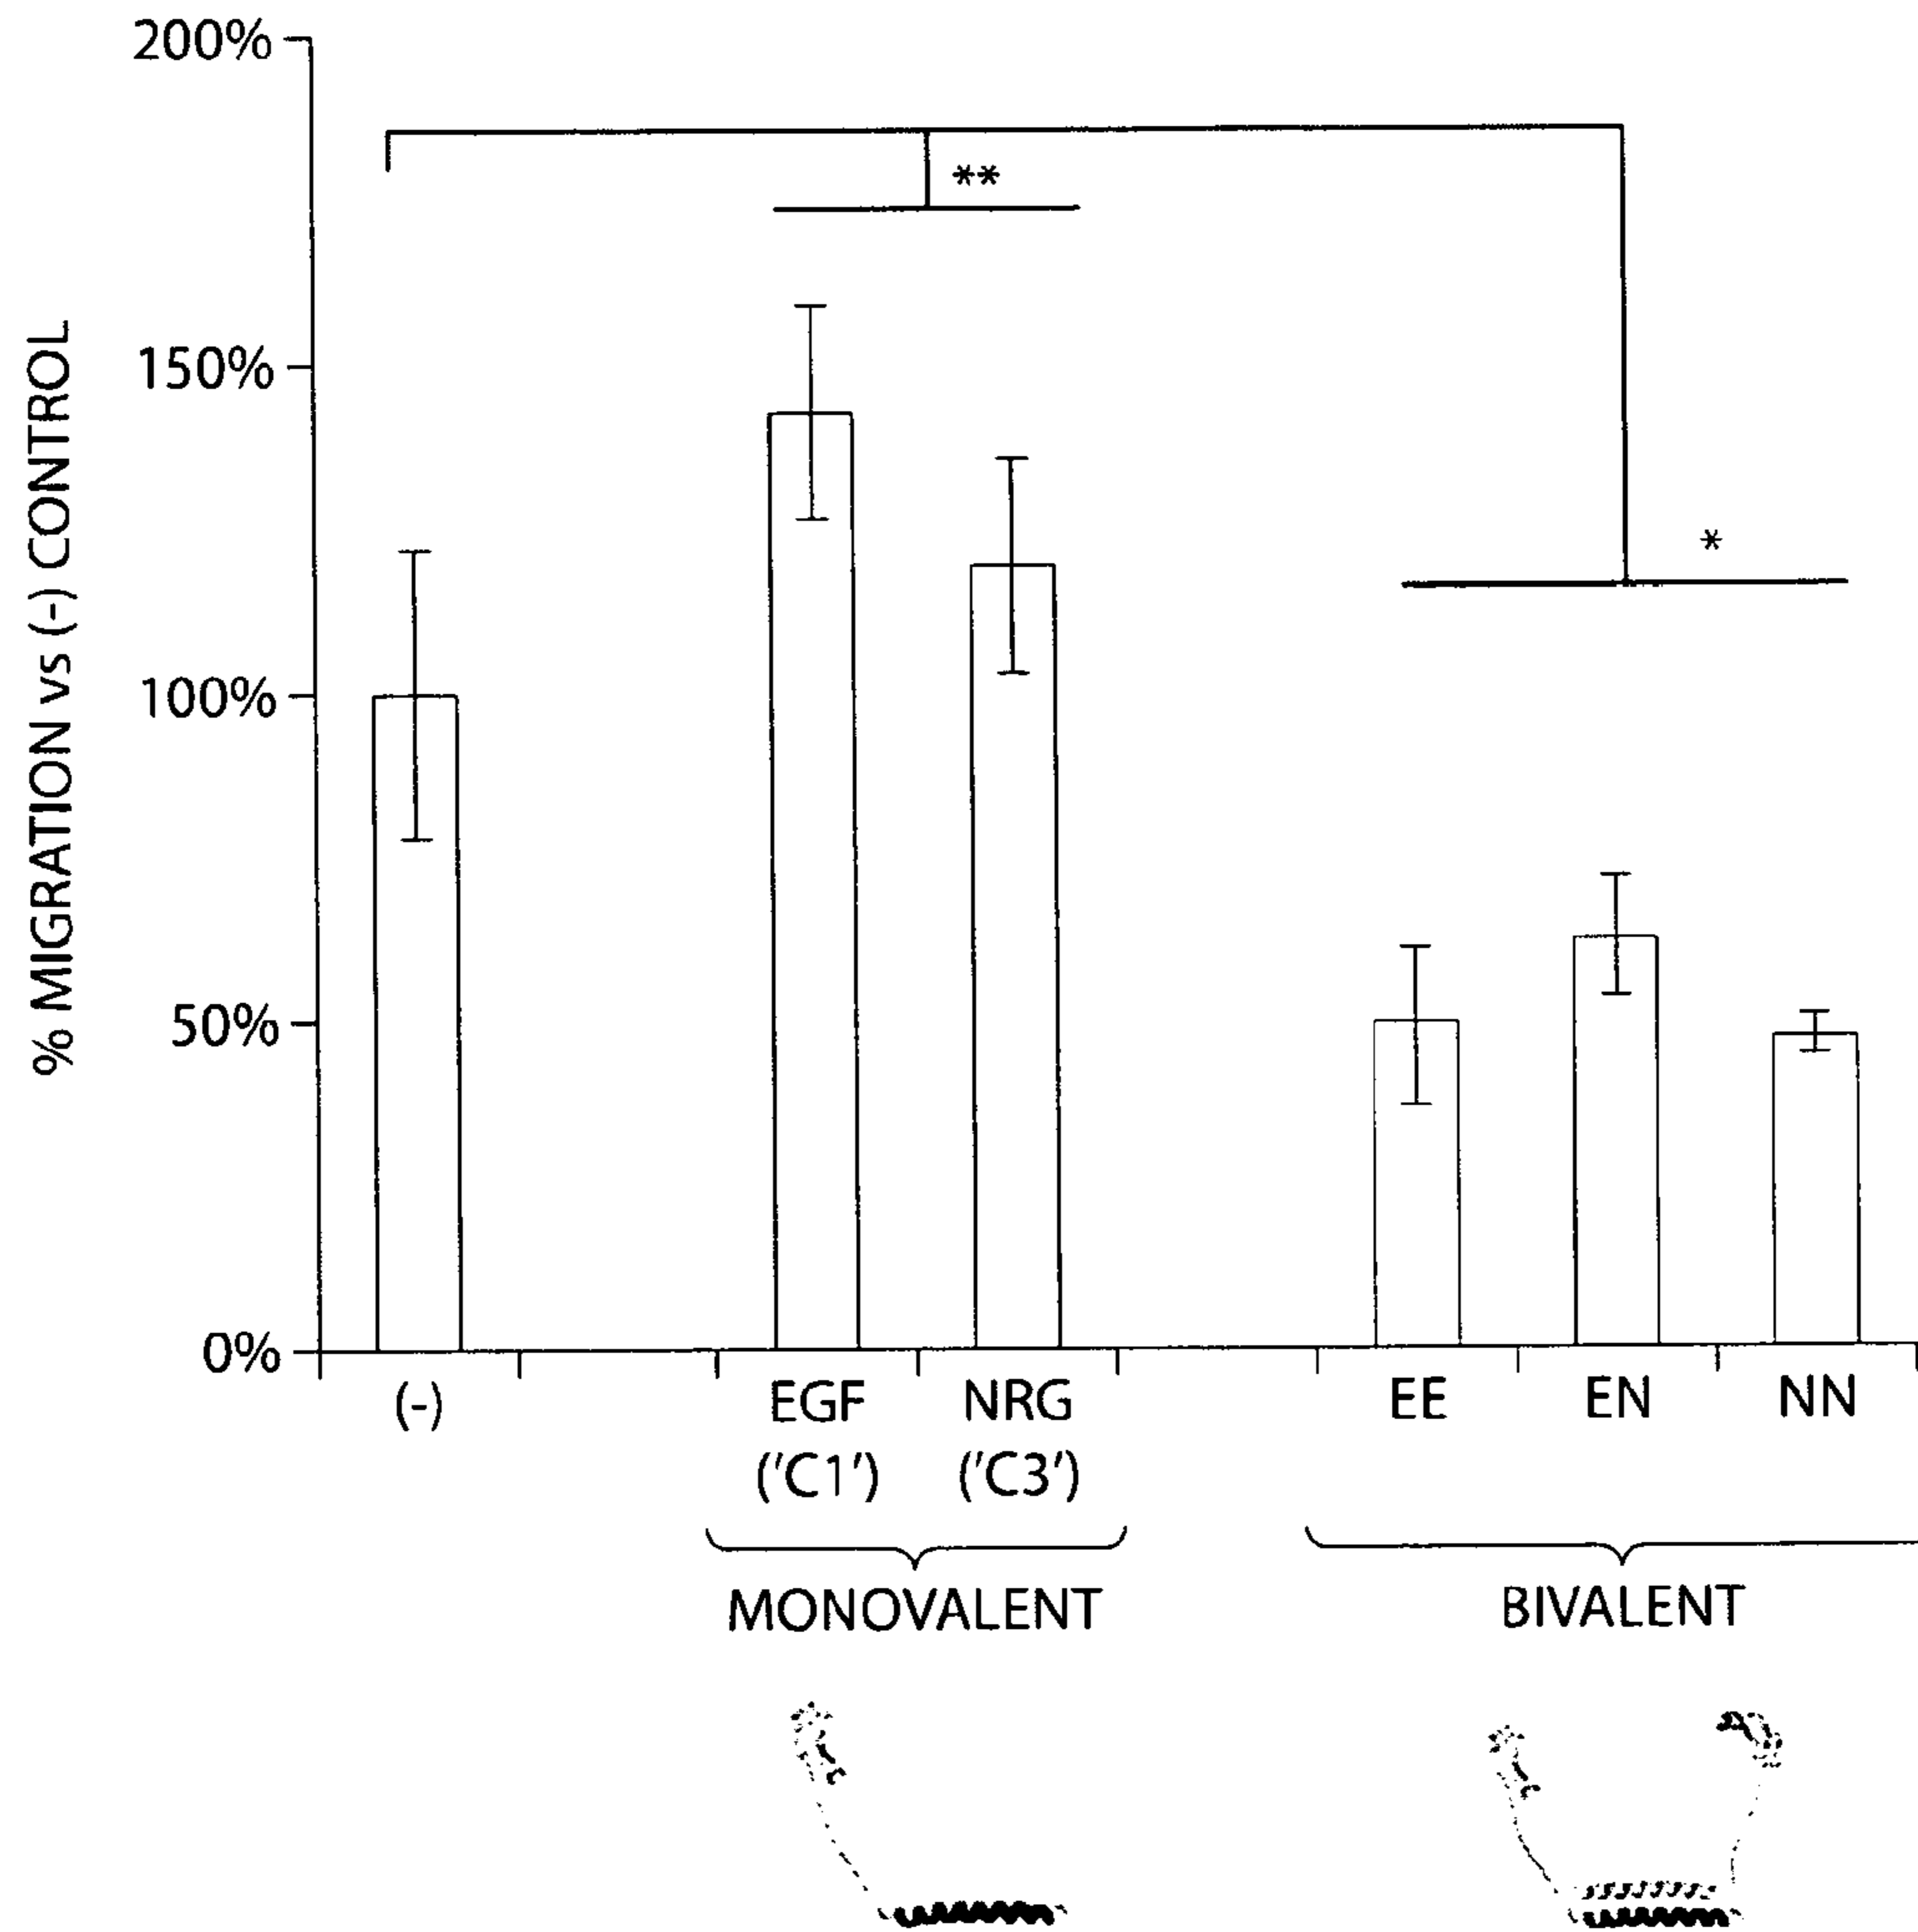 200%
**
150%
% MIGRATION vs (-) CONTROL
*
100%
50%
0%
(-)
EGF
('C1')
NRG
('C3')
EE
EN
NN
MONOVALENT
BIVALENT